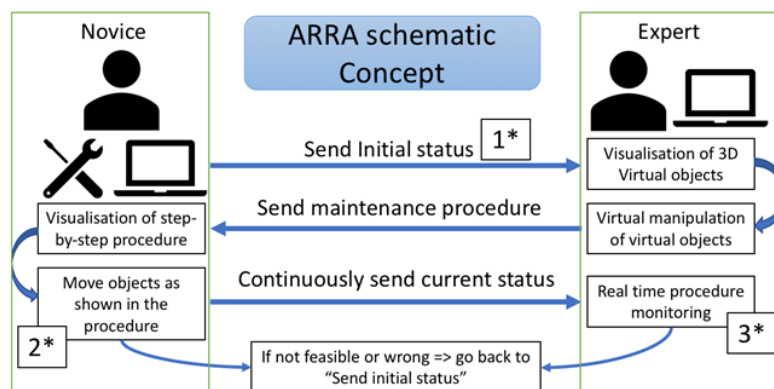 Novice
ARRA schematic
Concept
Expert
Send Initial status
1*
Visualisation of 3D
Virtual objects
Visualisation of step-
by-step procedure
Send maintenance procedure
Virtual manipulation
of virtual objects
Move objects as
shown in the
procedure
2*
Continuously send current status
Real time procedure
monitoring
3*
If not feasible or wrong => go back to
“Send initial status”